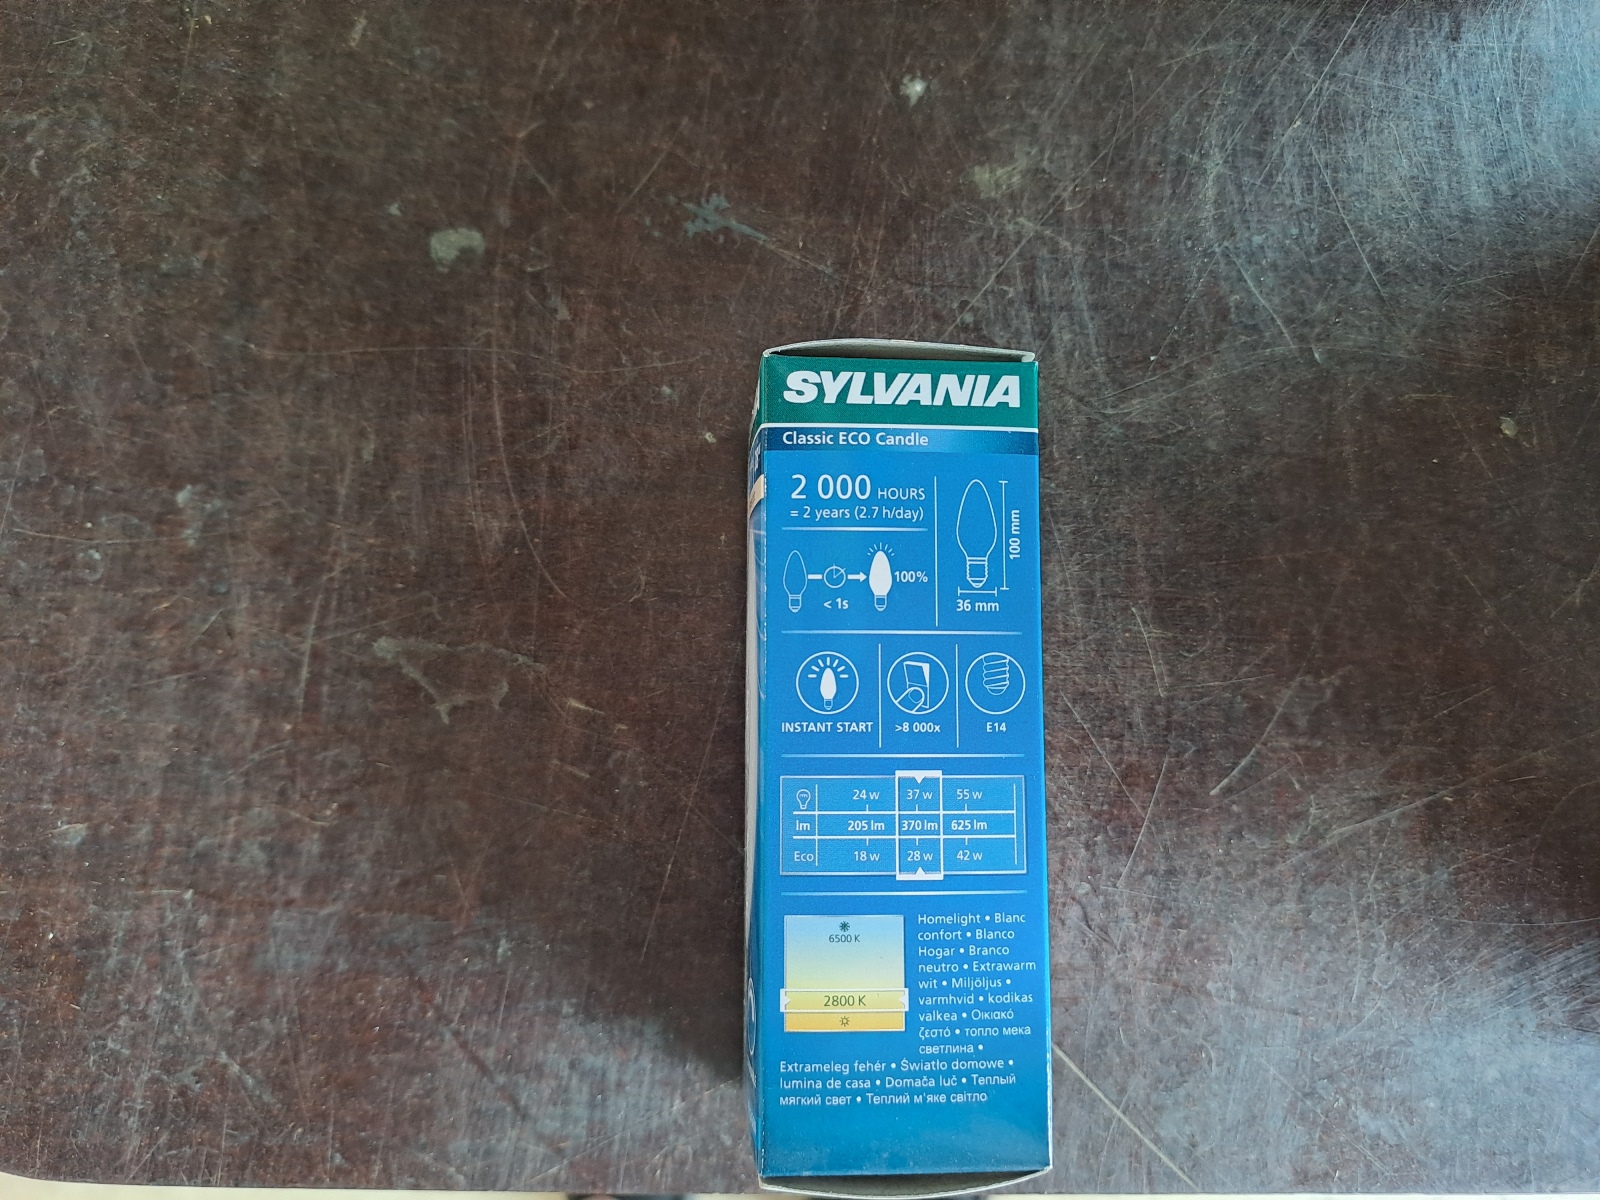 SYLVANIA
Classic ECO Candle
2 000 HOURS
= 2 years (2.7 h/day)
100 mm
36 mm
100%
< 1s
INSTANT START
>8 000x
E14
24 w 37 w 55 w
lm 205 lm 370 lm 625 lm
Eco 18 w 28 w 42 w
6500 K
2800 K
Homelight • Blanc
confort • Blanco
Hogar • Branco
neutro • Extrawarm
wit • Miljöljus •
varmhvid • kodikas
valkea • Οικιακό
ζεστό • топло мека
светлина •
Extrameleg fehér • Światło domowe •
lumina de casa • Domača luč • Теплый
мягкий свет • Теплий м'яке світло